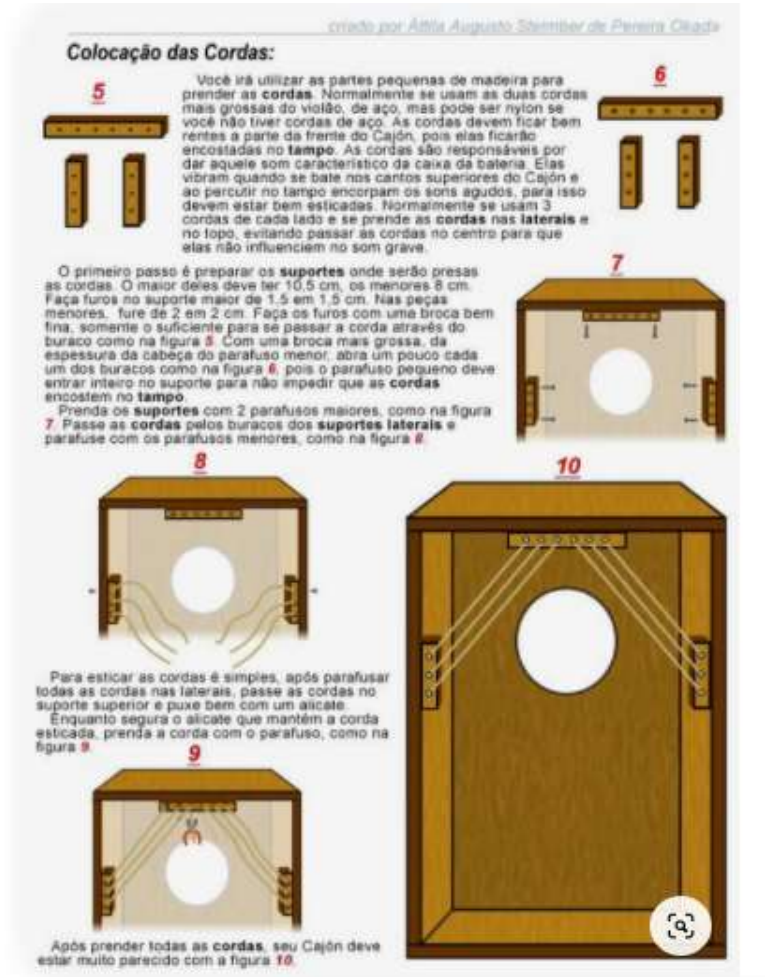 criado por Áttila Augusto Stermber de Pereira Okada
Colocação das Cordas:
5
Você irá utilizar as partes pequenas de madeira para
prender as cordas. Normalmente se usam as duas cordas
mais grossas do violão, de aço, mas pode ser nylon se
você não tiver cordas de aço. As cordas devem ficar bem
rentes a parte da frente do Cajón, pois elas ficarão
encostadas no tampo. As cordas são responsáveis por
dar aquele som característico da caixa da bateria. Elas
vibram quando se bate nos cantos superiores do Cajón e
ao percutir no tampo encorpam os sons agudos, para isso
devem estar bem esticadas. Normalmente se usam 3
cordas de cada lado e se prende as cordas nas laterais e
no topo, evitando passar as cordas no centro para que
elas não influenciem no som grave.
6
O primeiro passo é preparar os suportes onde serão presas
as cordas. O maior deles deve ter 10,5 cm, os menores 8 cm.
Faça furos no suporte maior de 1,5 em 1,5 cm. Nas peças
menores, fure de 2 em 2 cm. Faça os furos com uma broca bem
fina, somente o suficiente para se passar a corda através do
buraco como na figura 5. Com uma broca mais grossa, da
espessura da cabeça do parafuso menor, abra um pouco cada
um dos buracos como na figura 6, pois o parafuso pequeno deve
entrar inteiro no suporte para não impedir que as cordas
encostem no tampo.
Prenda os suportes com 2 parafusos maiores, como na figura
7. Passe as cordas pelos buracos dos suportes laterais e
parafuse com os parafusos menores, como na figura 8.
7
8
10
Para esticar as cordas é simples, após parafusar
todas as cordas nas laterais, passe as cordas no
suporte superior e puxe bem com um alicate.
Enquanto segura o alicate que mantém a corda
esticada, prenda a corda com o parafuso, como na
figura 9.
9
Após prender todas as cordas, seu Cajón deve
estar muito parecido com a figura 10.